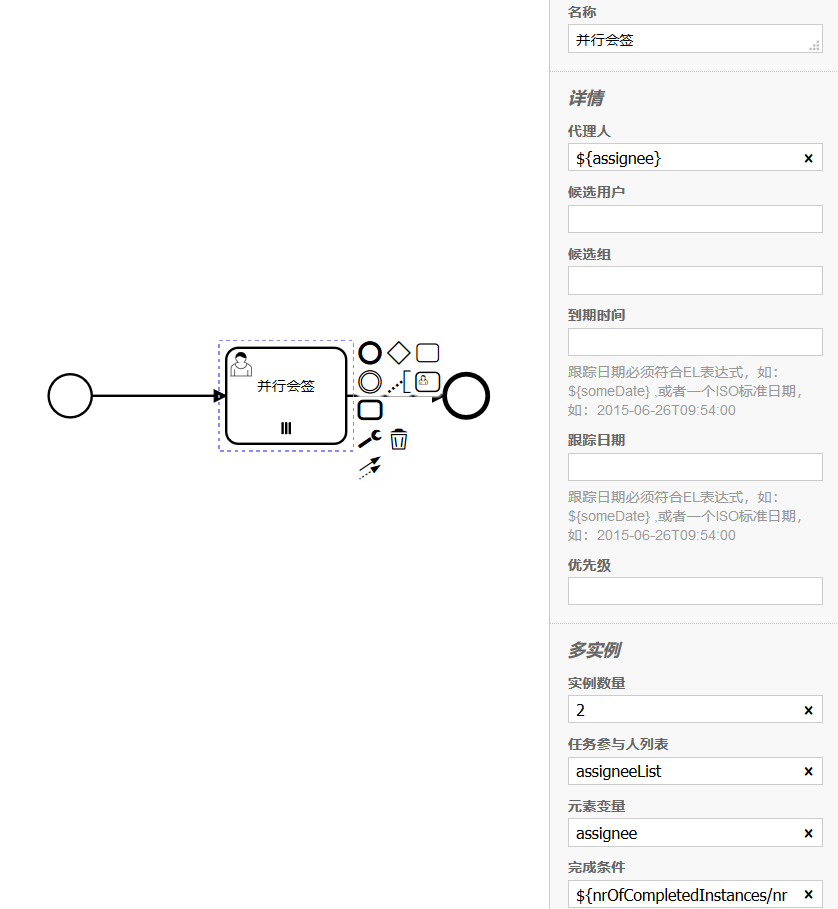 名称
并行会签
详情
代理人
${assignee}
候选用户
候选组
到期时间
跟踪日期必须符合EL表达式，如：
${someDate} ,或者一个ISO标准日期，
如：2015-06-26T09:54:00
跟踪日期
跟踪日期必须符合EL表达式，如：
${someDate} ,或者一个ISO标准日期，
如：2015-06-26T09:54:00
优先级
多实例
实例数量
2
任务参与人列表
assigneeList
元素变量
assignee
完成条件
${nrOfCompletedInstances/nr
并行会签